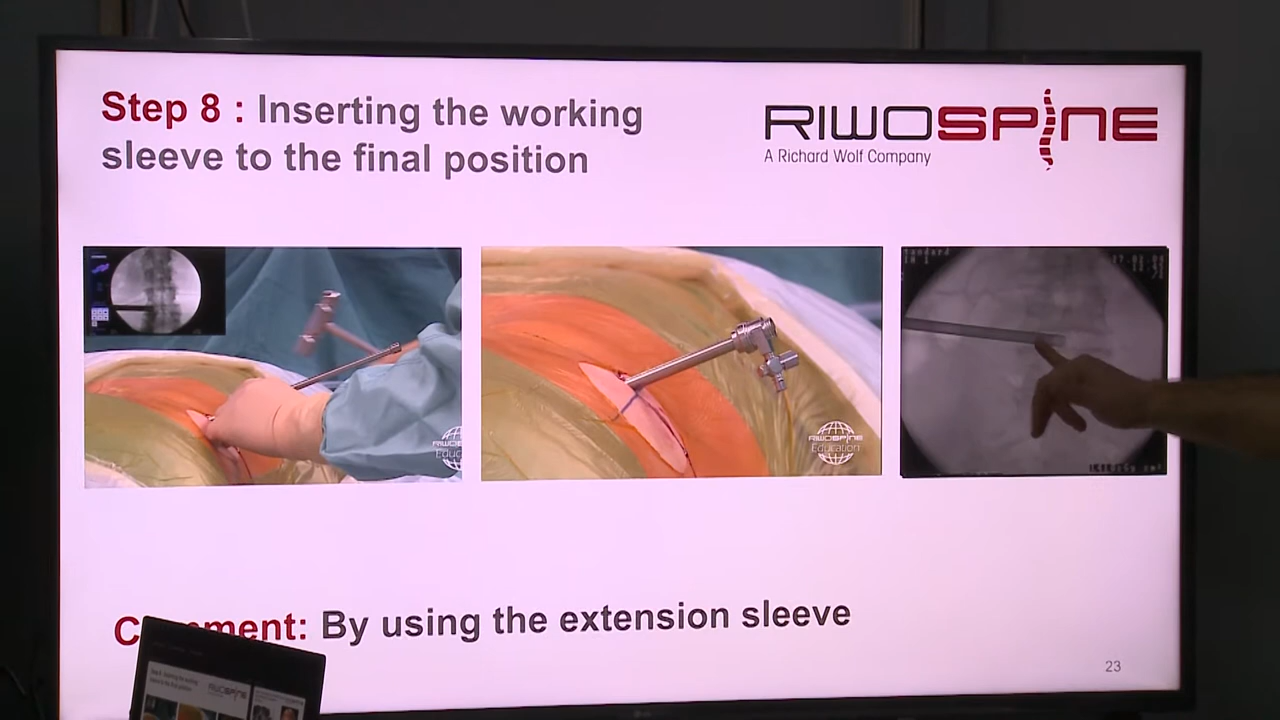 Step 8 : Inserting the working
sleeve to the final position
RIWOSPINE
A Richard Wolf Company
RIWOSPINE
Education
By using the extension sleeve
23